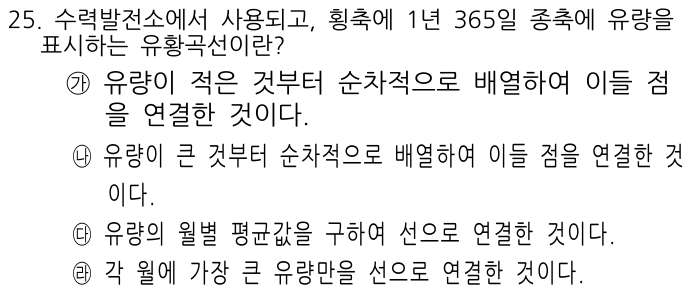 25. 수력발전소에서 사용되고, 횡축에 1년 365일 종축에 유량을
표시하는 유황곡선이란?
㉮ 유량이 적은 것부터 순차적으로 배열하여 이들 점
을 연결한 것이다.
㉯ 유량이 큰 것부터 순차적으로 배열하여 이들 점을 연결한 것
이다.
㉰ 유량의 월별 평균값을 구하여 선으로 연결한 것이다.
㉱ 각 월에 가장 큰 유량만을 선으로 연결한 것이다.